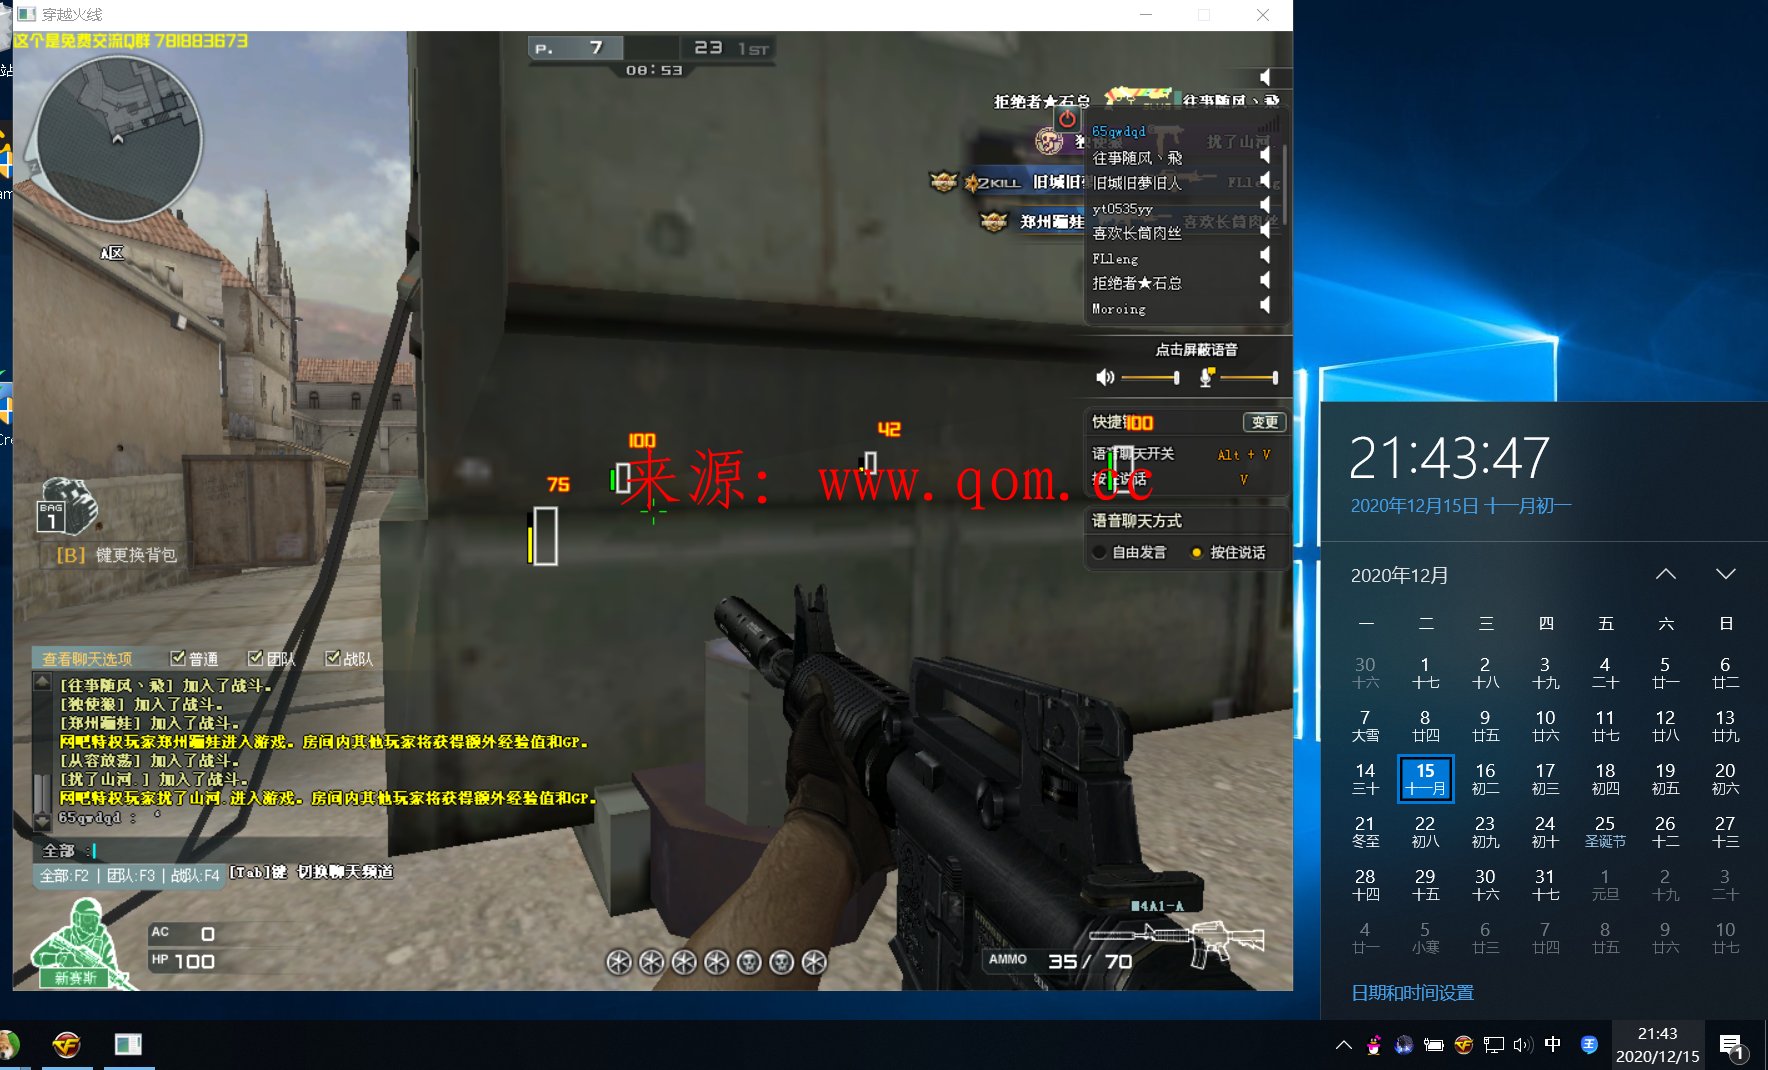 穿越火线
这个是免费交流Q群 781883673
P. 7 23 1ST
08:53
A区
拒绝者★石总 往事随风丶飛
独使狼 扰了山河.
2KILL 旧城旧夢 FLleng
郑州蹦娃 喜欢长筒肉丝
65qwdqd
往事随风丶飛
旧城旧夢旧人
yt0535yy
喜欢长筒肉丝
FLleng
拒绝者★石总
Moroing
点击屏蔽语音
快捷 100 变更
语音聊天开关 Alt + V
按住说话 V
语音聊天方式
自由发言 按住说话
75
100
42
来源：www.qom.cc
BAG
1
[B] 键更换背包
查看聊天选项 普通 团队 战队
[往事随风丶飛] 加入了战斗。
[独使狼] 加入了战斗。
[郑州蹦娃] 加入了战斗。
网吧特权玩家郑州蹦娃进入游戏。房间内其他玩家将获得额外经验值和GP。
[从容放荡] 加入了战斗。
[扰了山河.] 加入了战斗。
网吧特权玩家扰了山河.进入游戏。房间内其他玩家将获得额外经验值和GP。
65qwdqd :
全部 :
全部:F2 | 团队:F3 | 战队:F4 [Tab]键 切换聊天频道
新赛斯
AC 0
HP 100
M4A1-A
AMMO 35/ 70
21:43:47
2020年12月15日 十一月初一
2020年12月
一 二 三 四 五 六 日
30 1 2 3 4 5 6
十六 十七 十八 十九 二十 廿一 廿二
7 8 9 10 11 12 13
大雪 廿四 廿五 廿六 廿七 廿八 廿九
14 15 16 17 18 19 20
三十 十一月 初二 初三 初四 初五 初六
21 22 23 24 25 26 27
冬至 初八 初九 初十 圣诞节 十二 十三
28 29 30 31 1 2 3
十四 十五 十六 十七 元旦 十九 二十
4 5 6 7 8 9 10
廿一 小寒 廿三 廿四 廿五 廿六 廿七
日期和时间设置
中
21:43
2020/12/15
1